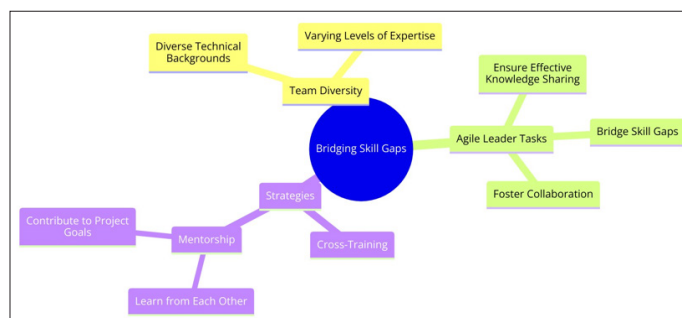 Varying Levels of Expertise
Diverse Technical
Backgrounds
Team Diversity
Ensure Effective
Knowledge Sharing
Bridging Skill Gaps
Agile Leader Tasks
Bridge Skill Gaps
Foster Collaboration
Strategies
Contribute to Project
Goals
Mentorship
Cross-Training
Learn from Each Other